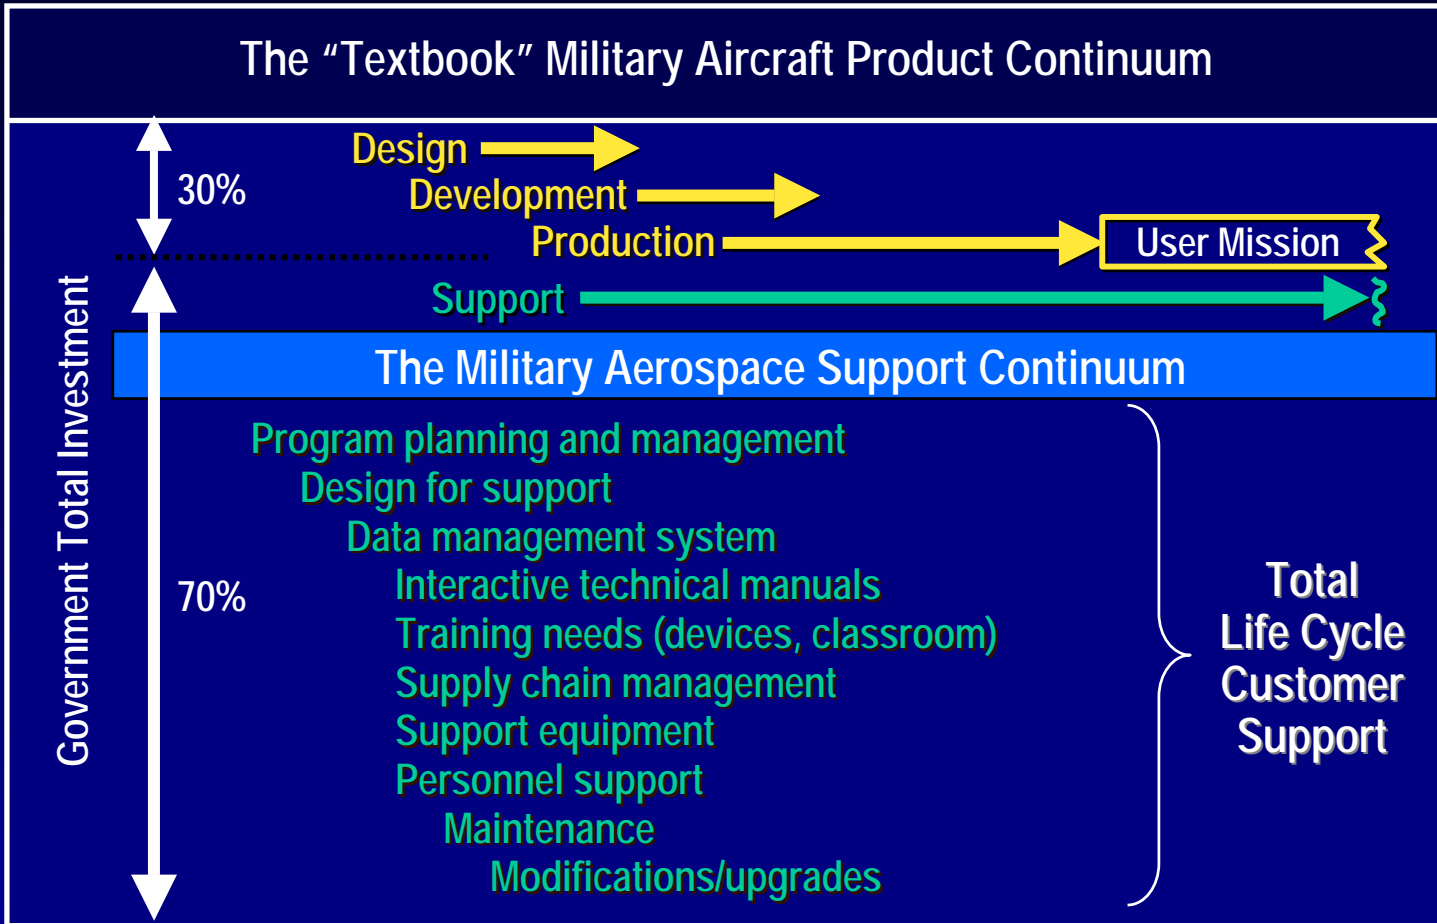 The “Textbook” Military Aircraft Product Continuum
Design
30%
Development
Production
User Mission
Support
Government Total Investment
The Military Aerospace Support Continuum
Program planning and management
Design for support
Data management system
Interactive technical manuals
70%
Training needs (devices, classroom)
Supply chain management
Support equipment
Personnel support
Maintenance
Modifications/upgrades
Total
Life Cycle
Customer
Support